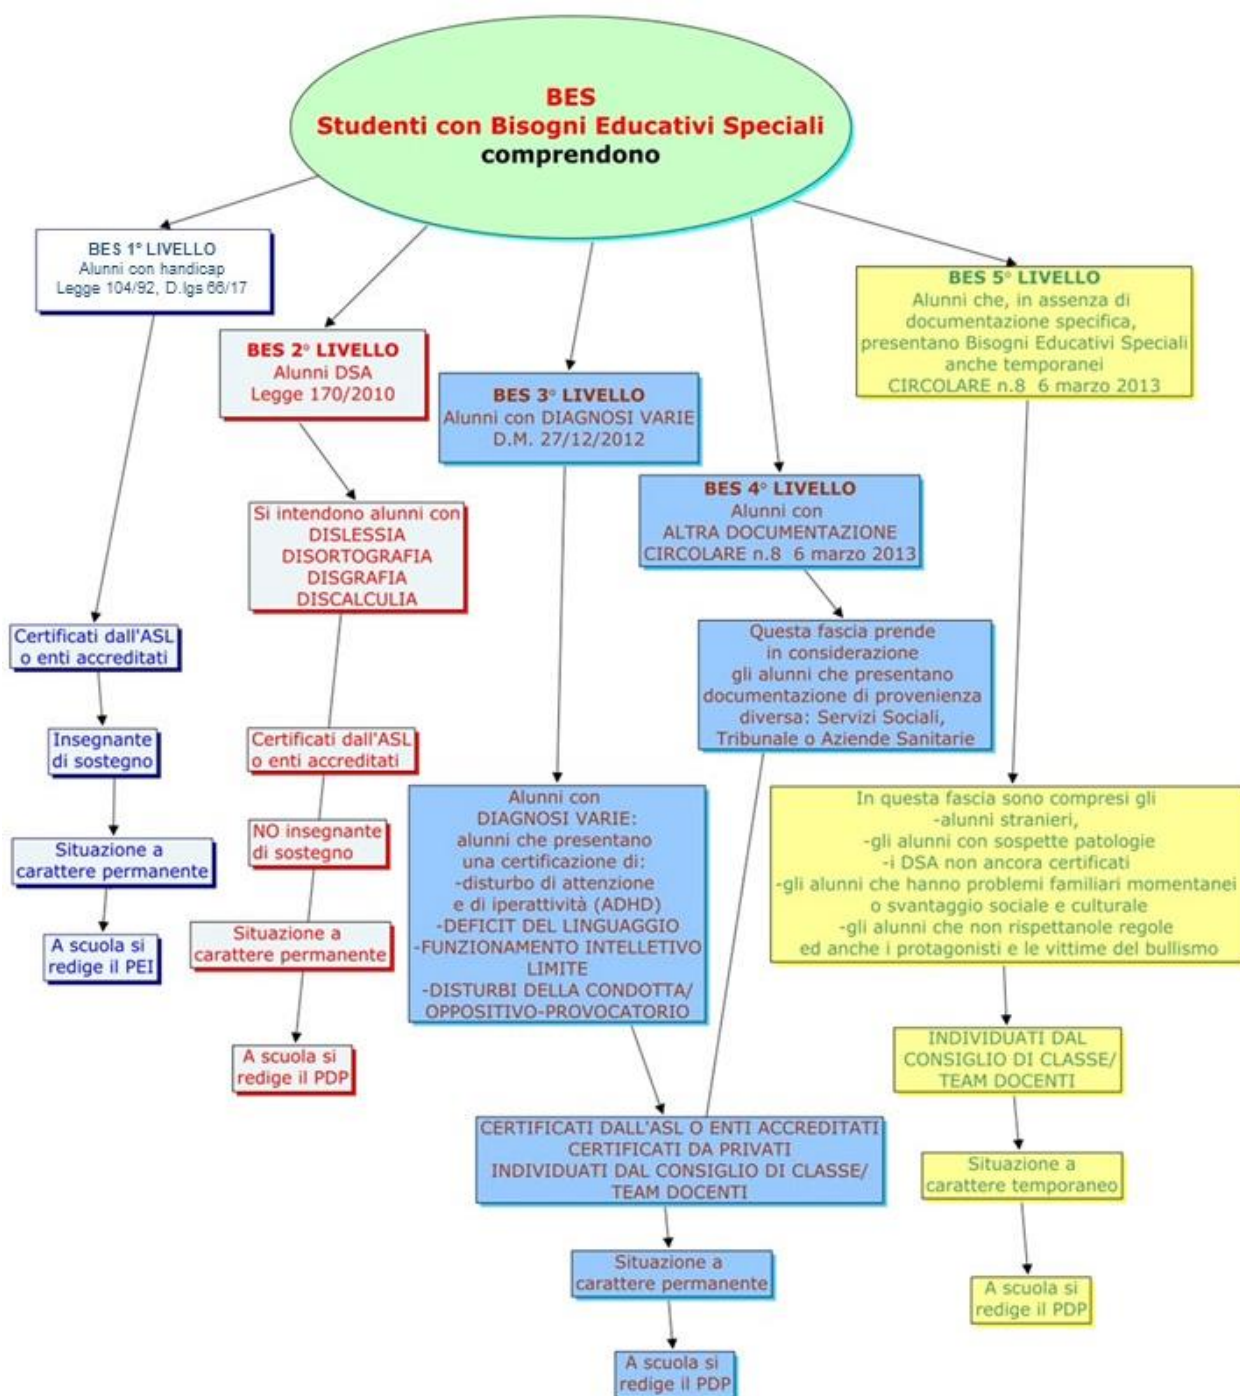 BES
Studenti con Bisogni Educativi Speciali
comprendono
BES 1° LIVELLO
Alunni con handicap
Legge 104/92, D.lgs 66/17
Certificati dall'ASL
o enti accreditati
Insegnante
di sostegno
Situazione a
carattere permanente
A scuola si
redige il PEI
BES 2° LIVELLO
Alunni DSA
Legge 170/2010
Si intendono alunni con
DISLESSIA
DISORTOGRAFIA
DISGRAFIA
DISCALCULIA
Certificati dall'ASL
o enti accreditati
NO insegnante
di sostegno
Situazione a
carattere permanente
A scuola si
redige il PDP
BES 3° LIVELLO
Alunni con DIAGNOSI VARIE
D.M. 27/12/2012
Alunni con
DIAGNOSI VARIE:
alunni che presentano
una certificazione di:
-disturbo di attenzione
e di iperattività (ADHD)
-DEFICIT DEL LINGUAGGIO
-FUNZIONAMENTO INTELLETIVO
LIMITE
-DISTURBI DELLA CONDOTTA/
OPPOSITIVO-PROVOCATORIO
BES 4° LIVELLO
Alunni con
ALTRA DOCUMENTAZIONE
CIRCOLARE n.8 6 marzo 2013
Questa fascia prende
in considerazione
gli alunni che presentano
documentazione di provenienza
diversa: Servizi Sociali,
Tribunale o Aziende Sanitarie
CERTIFICATI DALL'ASL O ENTI ACCREDITATI
CERTIFICATI DA PRIVATI
INDIVIDUATI DAL CONSIGLIO DI CLASSE/
TEAM DOCENTI
Situazione a
carattere permanente
A scuola si
redige il PDP
BES 5° LIVELLO
Alunni che, in assenza di
documentazione specifica,
presentano Bisogni Educativi Speciali
anche temporanei
CIRCOLARE n.8 6 marzo 2013
In questa fascia sono compresi gli
-alunni stranieri,
-gli alunni con sospette patologie
-i DSA non ancora certificati
-gli alunni che hanno problemi familiari momentanei
o svantaggio sociale e culturale
-gli alunni che non rispettanole regole
ed anche i protagonisti e le vittime del bullismo
INDIVIDUATI DAL
CONSIGLIO DI CLASSE/
TEAM DOCENTI
Situazione a
carattere temporaneo
A scuola si
redige il PDP